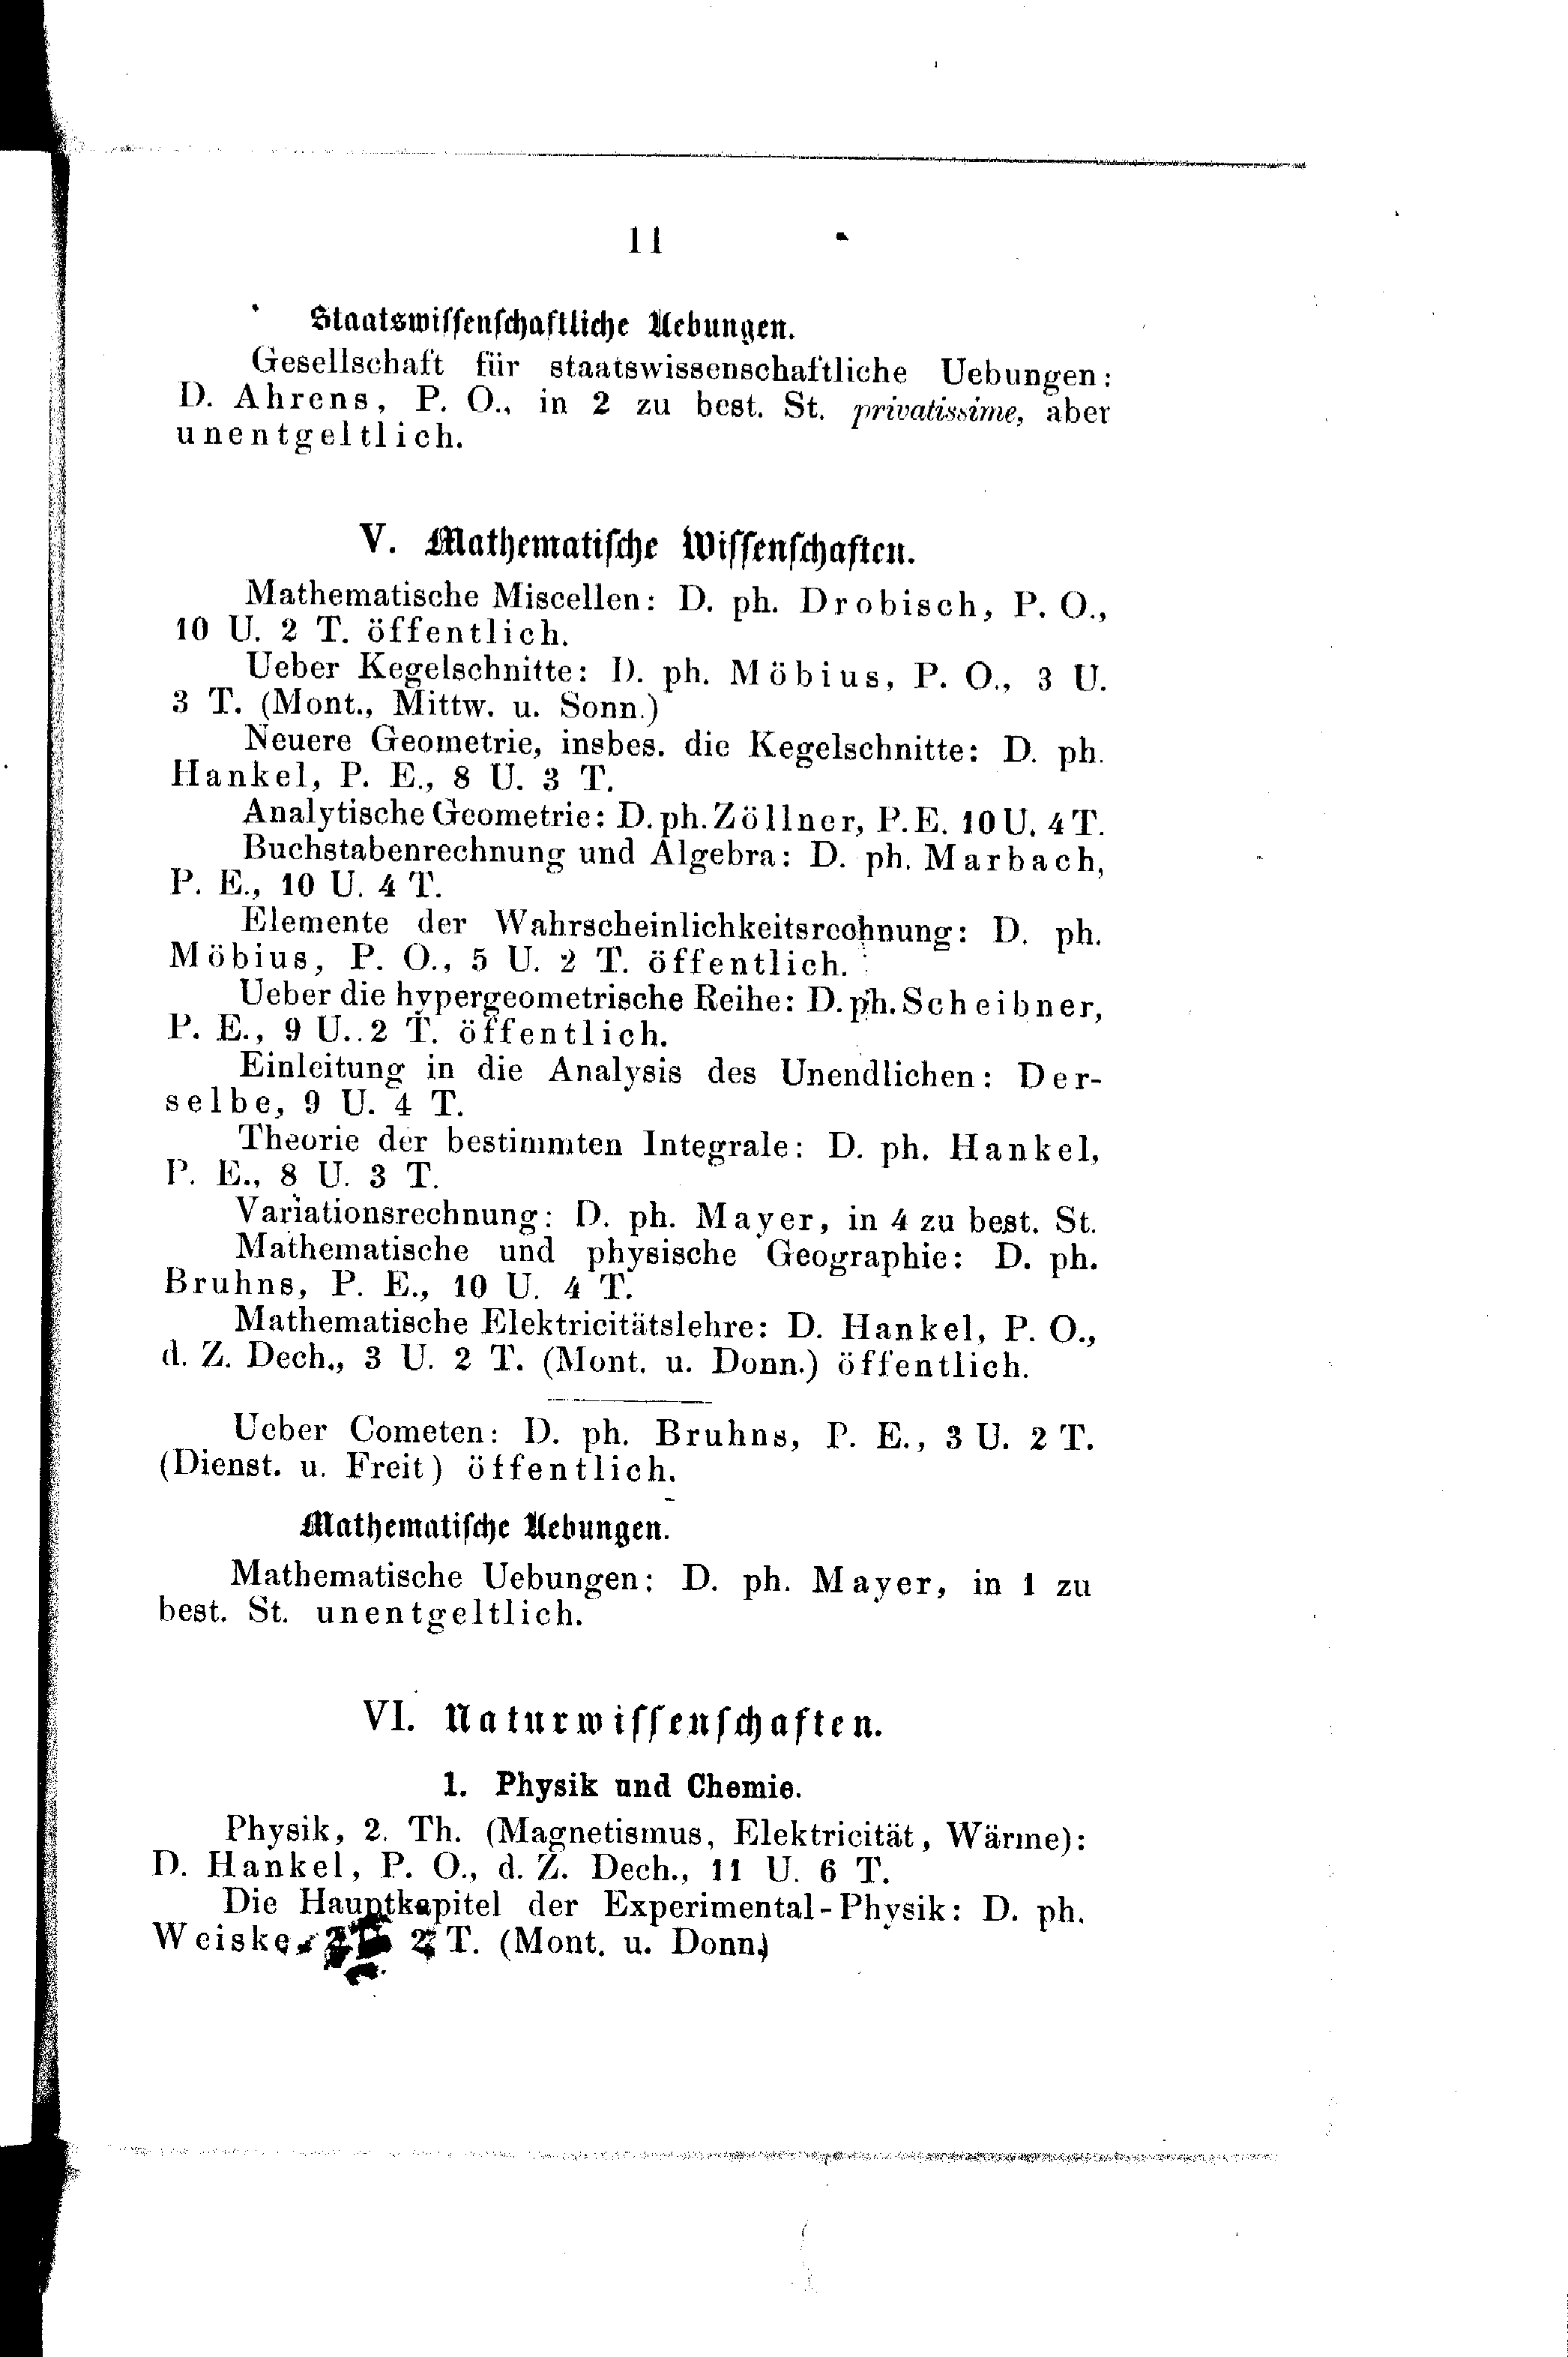 11
Staatswissenschaftliche Uebungen.
Gesellschaft für staatswissenschaftliche Uebungen:
D. Ahrens, P. O., in 2 zu best. St. privatissime, aber
unentgeltlich.
V. Mathematische Wissenschaften.
Mathematische Miscellen: D. ph. Drobisch, P. O.,
10 U. 2 T. öffentlich.
Ueber Kegelschnitte: D. ph. Möbius, P. O., 3 U.
3 T. (Mont., Mittw. u. Sonn.)
Neuere Geometrie, insbes. die Kegelschnitte: D. ph.
Hankel, P. E., 8 U. 3 T.
Analytische Geometrie: D. ph. Zöllner, P. E. 10 U. 4 T.
Buchstabenrechnung und Algebra: D. ph. Marbach,
P. E., 10 U. 4 T.
Elemente der Wahrscheinlichkeitsrechnung: D. ph.
Möbius, P. O., 5 U. 2 T. öffentlich.
Ueber die hypergeometrische Reihe: D. ph. Scheibner,
P. E., 9 U. 2 T. öffentlich.
Einleitung in die Analysis des Unendlichen: Der-
selbe, 9 U. 4 T.
Theorie der bestimmten Integrale: D. ph. Hankel,
P. E., 8 U. 3 T.
Variationsrechnung: D. ph. Mayer, in 4 zu best. St.
Mathematische und physische Geographie: D. ph.
Bruhns, P. E., 10 U. 4 T.
Mathematische Elektricitätslehre: D. Hankel, P. O.,
d. Z. Dech., 3 U. 2 T. (Mont. u. Donn.) öffentlich.
Ueber Cometen: D. ph. Bruhns, P. E., 3 U. 2 T.
(Dienst. u. Freit) öffentlich.
Mathematische Uebungen.
Mathematische Uebungen: D. ph. Mayer, in 1 zu
best. St. unentgeltlich.
VI. Naturwissenschaften.
1. Physik und Chemie.
Physik, 2. Th. (Magnetismus, Elektricität, Wärme):
D. Hankel, P. O., d. Z. Dech., 11 U. 6 T.
Die Hauptkapitel der Experimental-Physik: D. ph.
Weiske, 2 T. (Mont. u. Donn.)